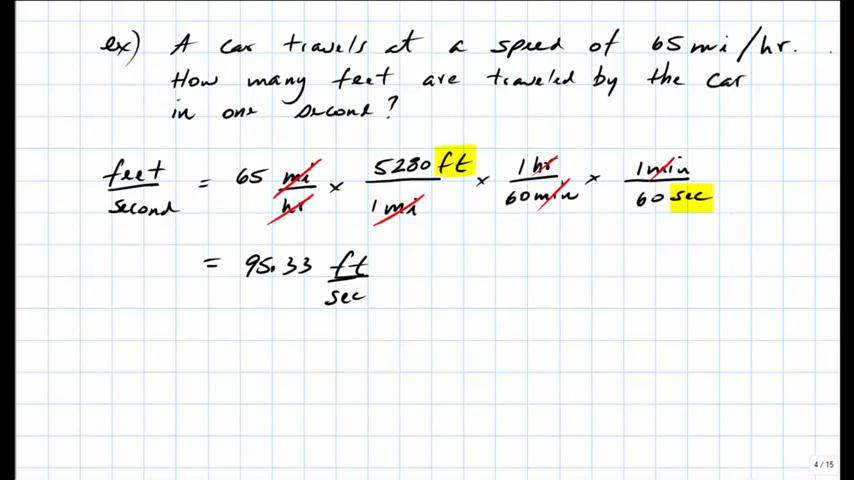 ex) A car travels at a speed of 65 mi/hr.
How many feet are traveled by the car
in one second?
feet/second = 65 mi/hr × 5280 ft/1 mi × 1 hr/60 min × 1 min/60 sec
= 95.33 ft/sec
4 / 15